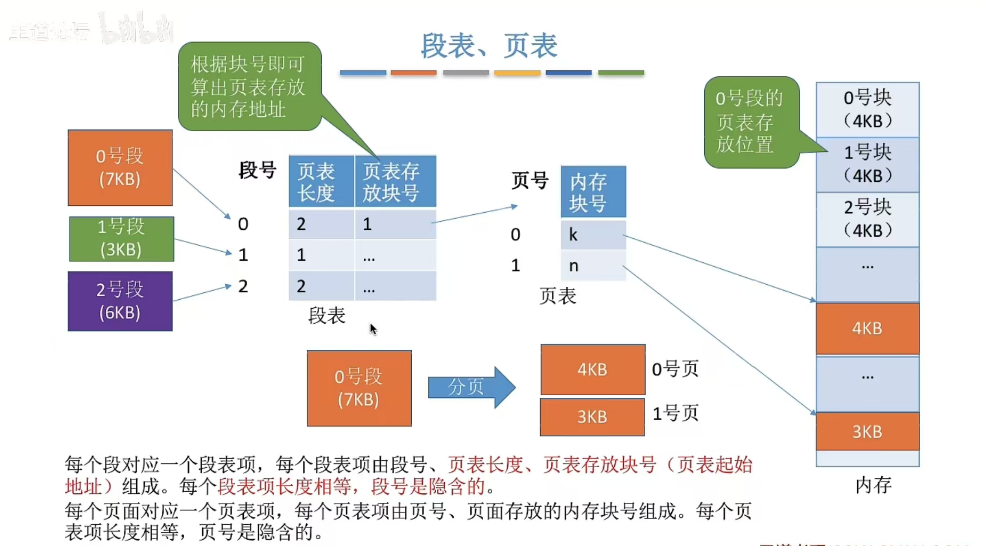 段表、页表
根据块号即可
算出页表存放
的内存地址
0号段的
页表存
放位置
0号块
（4KB）
1号块
（4KB）
2号块
（4KB）
...
4KB
...
3KB
内存
0号段
(7KB)
1号段
(3KB)
2号段
(6KB)
段号 页表长度 页表存放块号
0 2 1
1 1 ...
2 2 ...
段表
页号 内存块号
0 k
1 n
页表
0号段
(7KB)
分页
4KB 0号页
3KB 1号页
每个段对应一个段表项，每个段表项由段号、页表长度、页表存放块号（页表起始
地址）组成。每个段表项长度相等，段号是隐含的。
每个页面对应一个页表项，每个页表项由页号、页面存放的内存块号组成。每个页
表项长度相等，页号是隐含的。